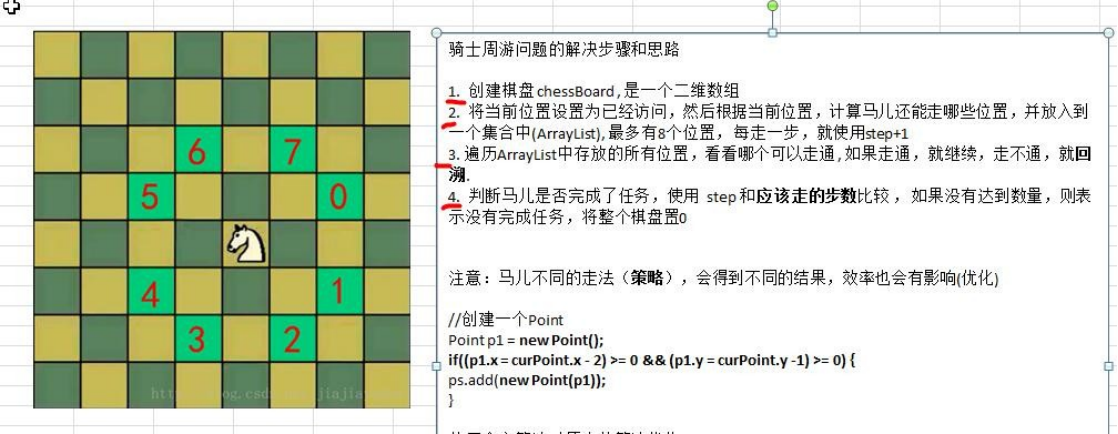 骑士周游问题的解决步骤和思路
1. 创建棋盘 chessBoard , 是一个二维数组
2. 将当前位置设置为已经访问，然后根据当前位置，计算马儿还能走哪些位置，并放入到
一个集合中(ArrayList), 最多有8个位置，每走一步，就使用step+1
3. 遍历ArrayList中存放的所有位置，看看哪个可以走通 , 如果走通，就继续，走不通，就回
溯.
4. 判断马儿是否完成了任务，使用 step 和应该走的步数比较 ， 如果没有达到数量，则表
示没有完成任务，将整个棋盘置0
注意：马儿不同的走法（策略），会得到不同的结果，效率也会有影响(优化)
//创建一个Point
Point p1 = new Point();
if((p1.x = curPoint.x - 2) >= 0 && (p1.y = curPoint.y -1) >= 0) {
ps.add(new Point(p1));
}
6 7
5 0
4 1
3 2